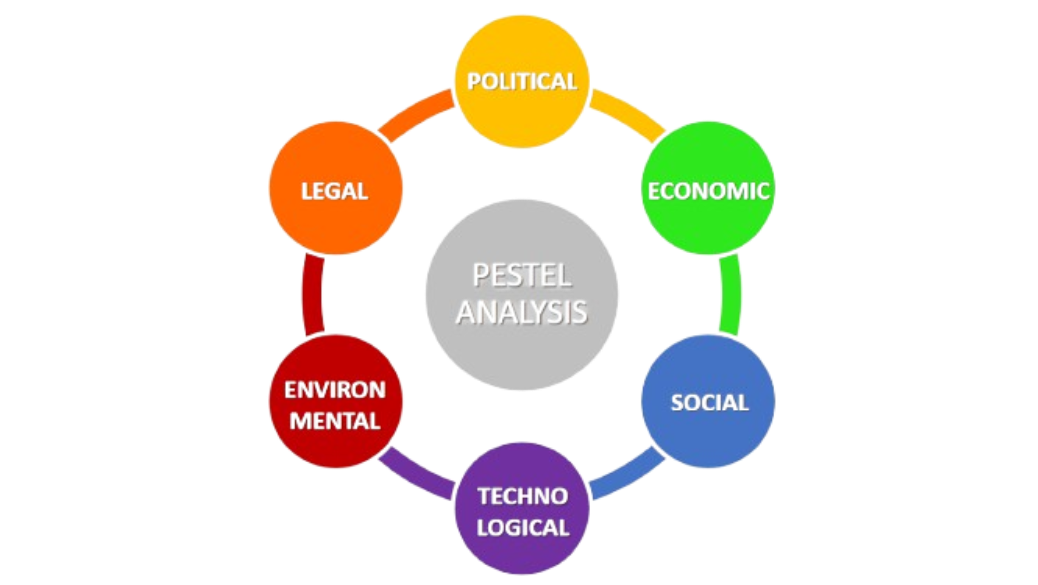 POLITICAL
ECONOMIC
SOCIAL
TECHNO
LOGICAL
ENVIRON
MENTAL
LEGAL
PESTEL
ANALYSIS